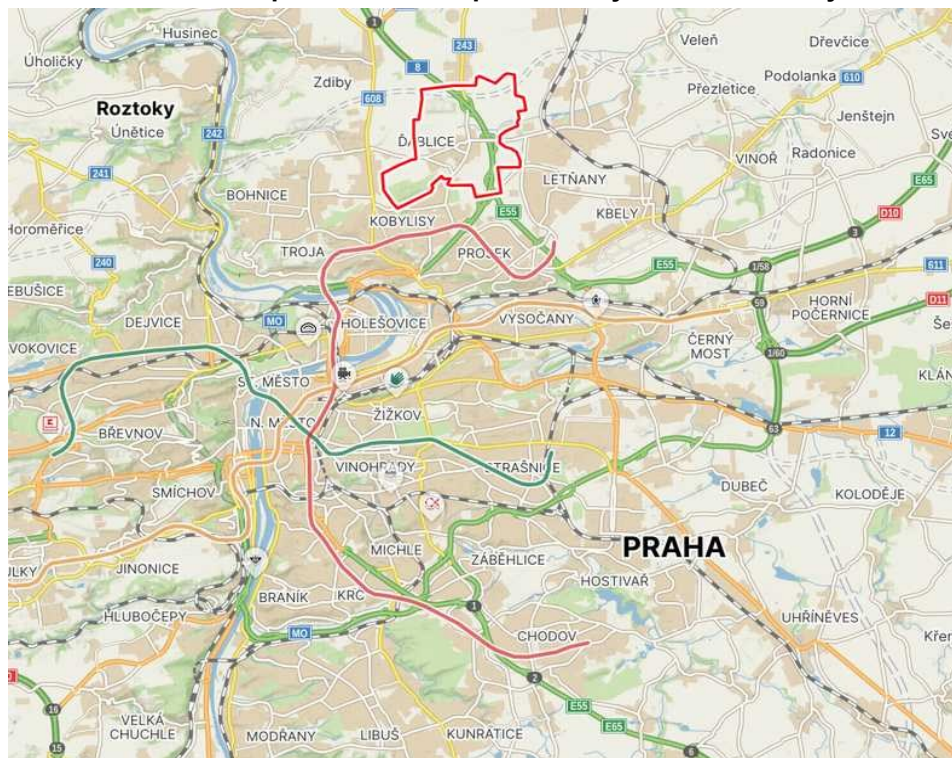 Husinec
Úholičky
1
243
8
Veleň
Dřevčice
Zdiby
608
Podolanka
610
Přezletice
Roztoky
Únětice
242
Jenštejn
ĎÁBLICE
VINOŘ
Radonice
241
BOHNICE
LETŇANY
E65
KOBYLISY
E55
KBELY
D10
Horoměřice
3
TROJA
PROSEK
240
E55
1/58
611
MO
59
D11
DEJVICE
HOLEŠOVICE
VYSOČANY
HORNÍ
POČERNICE
ČERNÝ
MOST
1/60
ST. MĚSTO
BŘEVNOV
N. MĚSTO
ŽIŽKOV
63
12
VINOHRADY
STRAŠNICE
SMÍCHOV
DUBEČ
KOLODĚJE
MICHLE
PRAHA
JINONICE
ZÁBĚHLICE
HOSTIVAŘ
BRANÍK
KRČ
HLUBOČEPY
1
UHŘÍNĚVES
MO
CHODOV
2
16
E55
VELKÁ
CHUCHLE
15
MODŘANY
LIBUŠ
KUNRATICE
E65
6